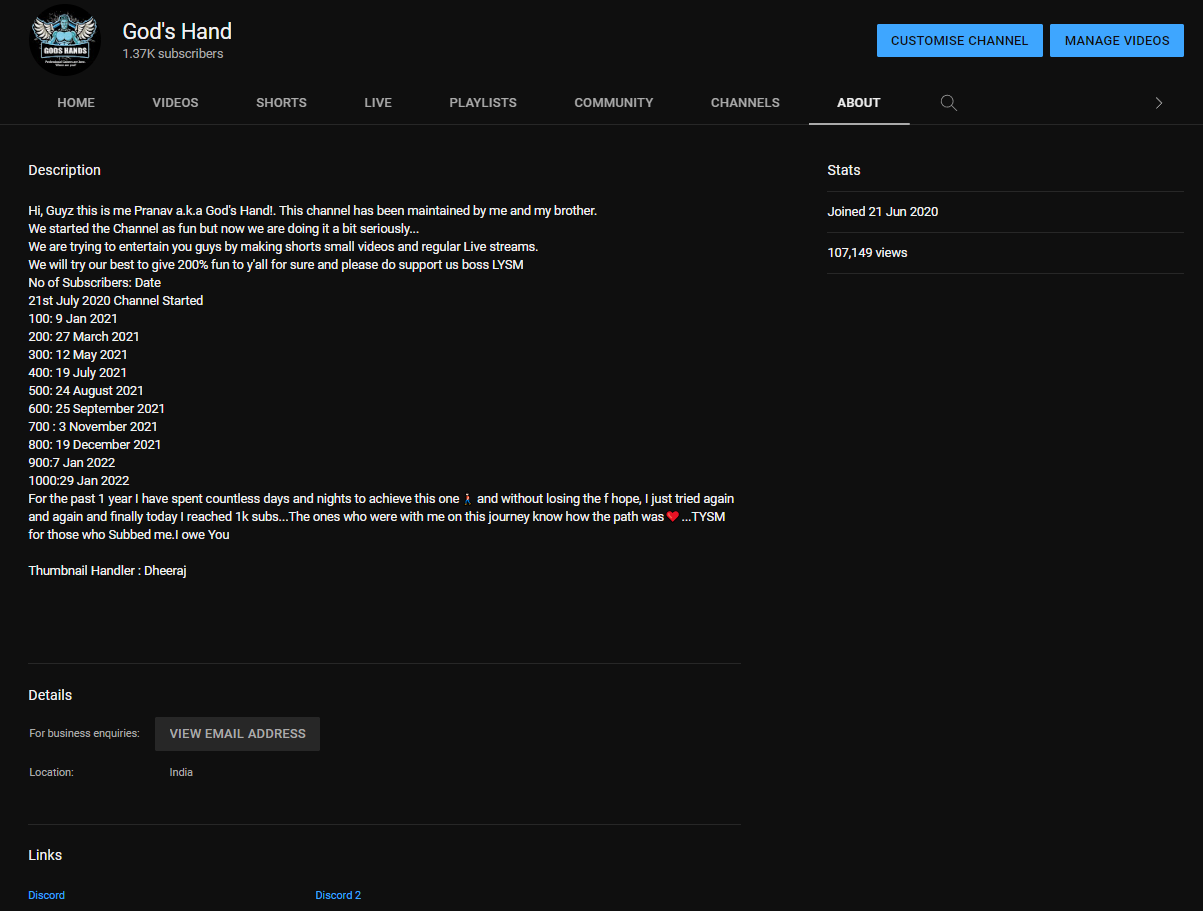 GODS HANDS
God's Hand
1.37K subscribers
CUSTOMISE CHANNEL
MANAGE VIDEOS
HOME
VIDEOS
SHORTS
LIVE
PLAYLISTS
COMMUNITY
CHANNELS
ABOUT
Description
Hi, Guyz this is me Pranav a.k.a God's Hand!. This channel has been maintained by me and my brother.
We started the Channel as fun but now we are doing it a bit seriously...
We are trying to entertain you guys by making shorts small videos and regular Live streams.
We will try our best to give 200% fun to y'all for sure and please do support us boss LYSM
No of Subscribers: Date
21st July 2020 Channel Started
100: 9 Jan 2021
200: 27 March 2021
300: 12 May 2021
400: 19 July 2021
500: 24 August 2021
600: 25 September 2021
700 : 3 November 2021
800: 19 December 2021
900:7 Jan 2022
1000:29 Jan 2022
For the past 1 year I have spent countless days and nights to achieve this one 🚶 and without losing the f hope, I just tried again
and again and finally today I reached 1k subs...The ones who were with me on this journey know how the path was ❤️ ...TYSM
for those who Subbed me.I owe You
Thumbnail Handler : Dheeraj
Stats
Joined 21 Jun 2020
107,149 views
Details
For business enquiries:
VIEW EMAIL ADDRESS
Location:
India
Links
Discord
Discord 2